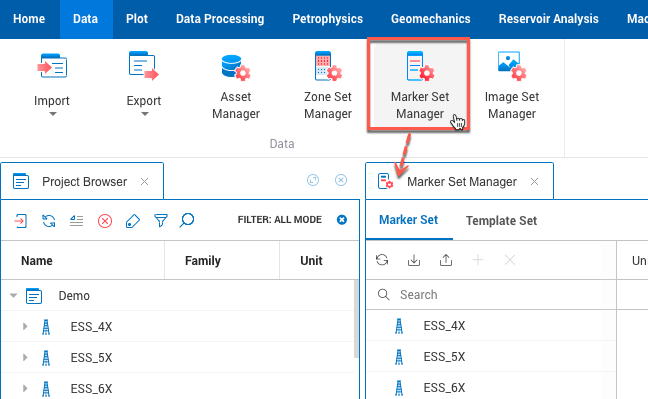 Home Data Plot Data Processing Petrophysics Geomechanics Reservoir Analysis Mac
Import Export Asset Manager Zone Set Manager Marker Set Manager Image Set Manager
Data
Project Browser Marker Set Manager
FILTER: ALL MODE Marker Set Template Set
Name Family Unit Un
Demo Search
ESS_4X ESS_4X
ESS_5X ESS_5X
ESS_6X ESS_6X